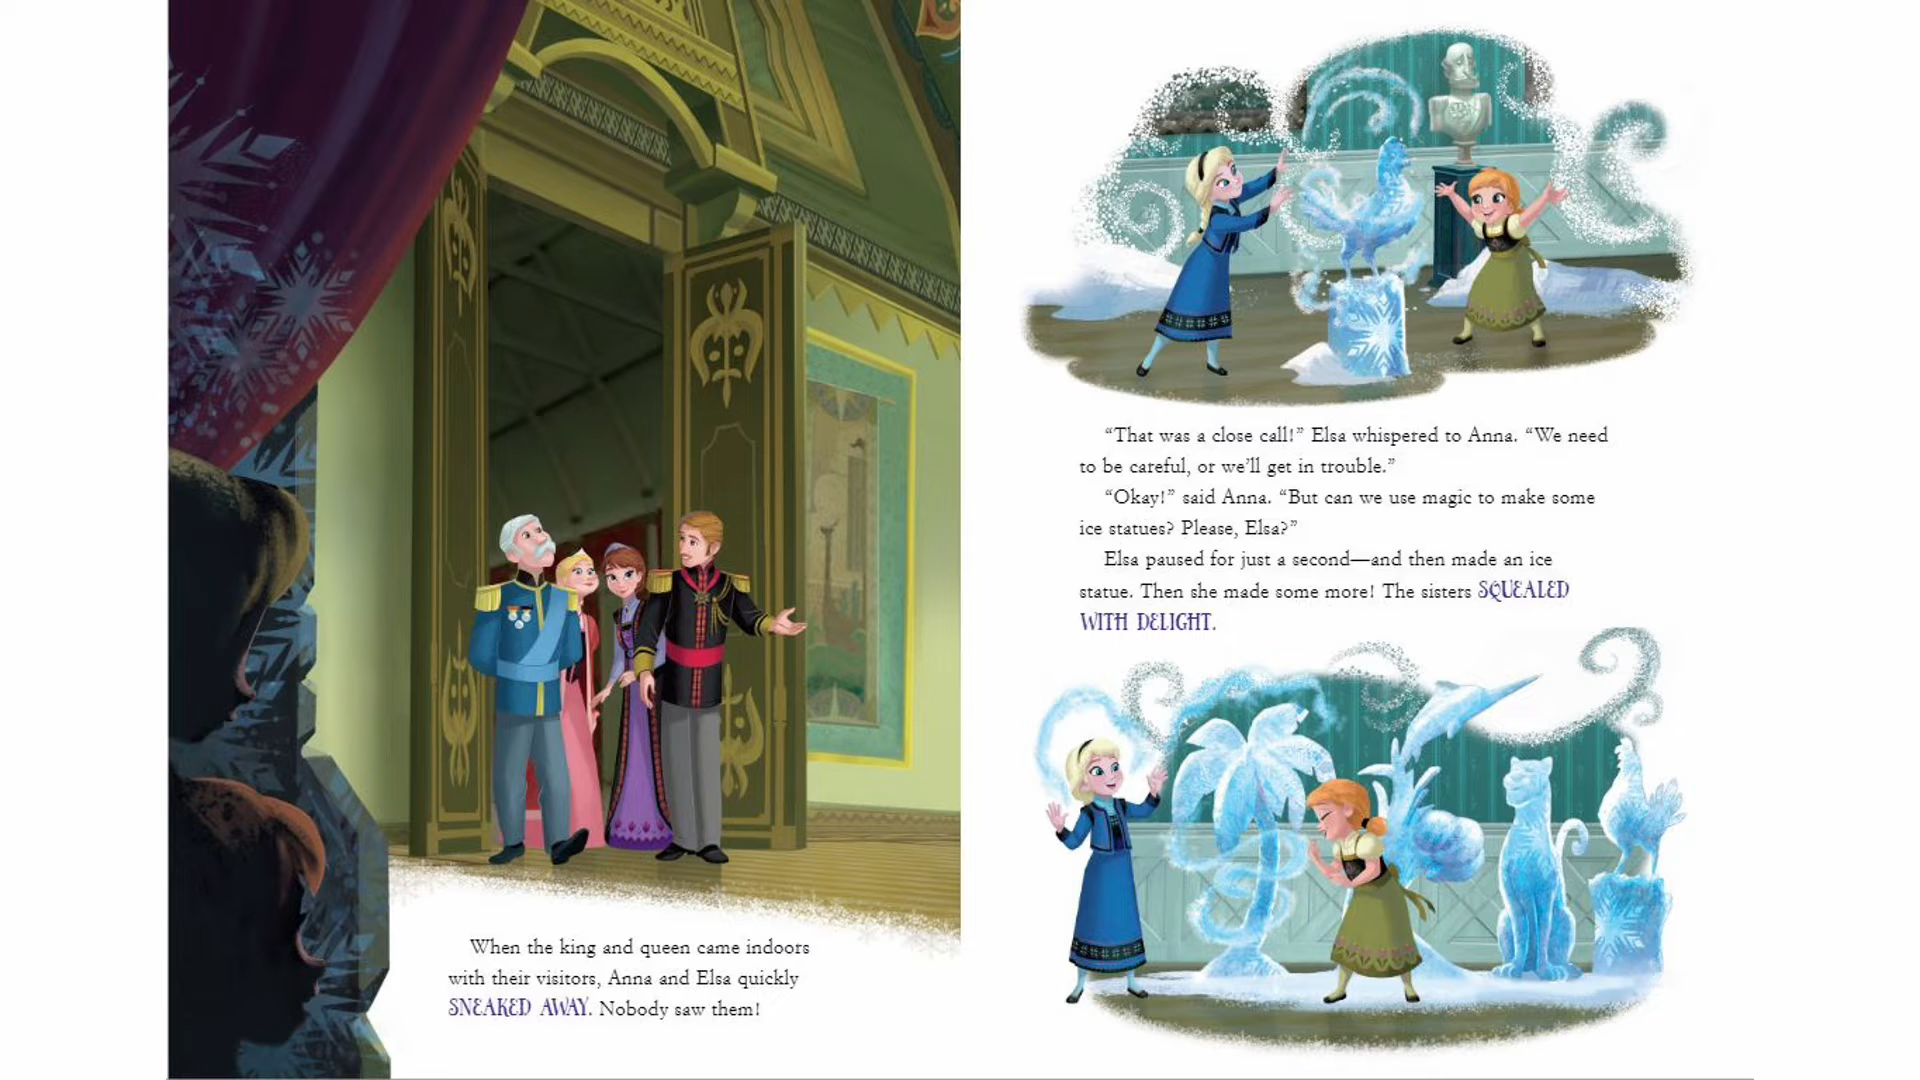 When the king and queen came indoors
with their visitors, Anna and Elsa quickly
SNEAKED AWAY. Nobody saw them!
“That was a close call!” Elsa whispered to Anna. “We need
to be careful, or we’ll get in trouble.”
“Okay!” said Anna. “But can we use magic to make some
ice statues? Please, Elsa?”
Elsa paused for just a second—and then made an ice
statue. Then she made some more! The sisters SQUEALED
WITH DELIGHT.